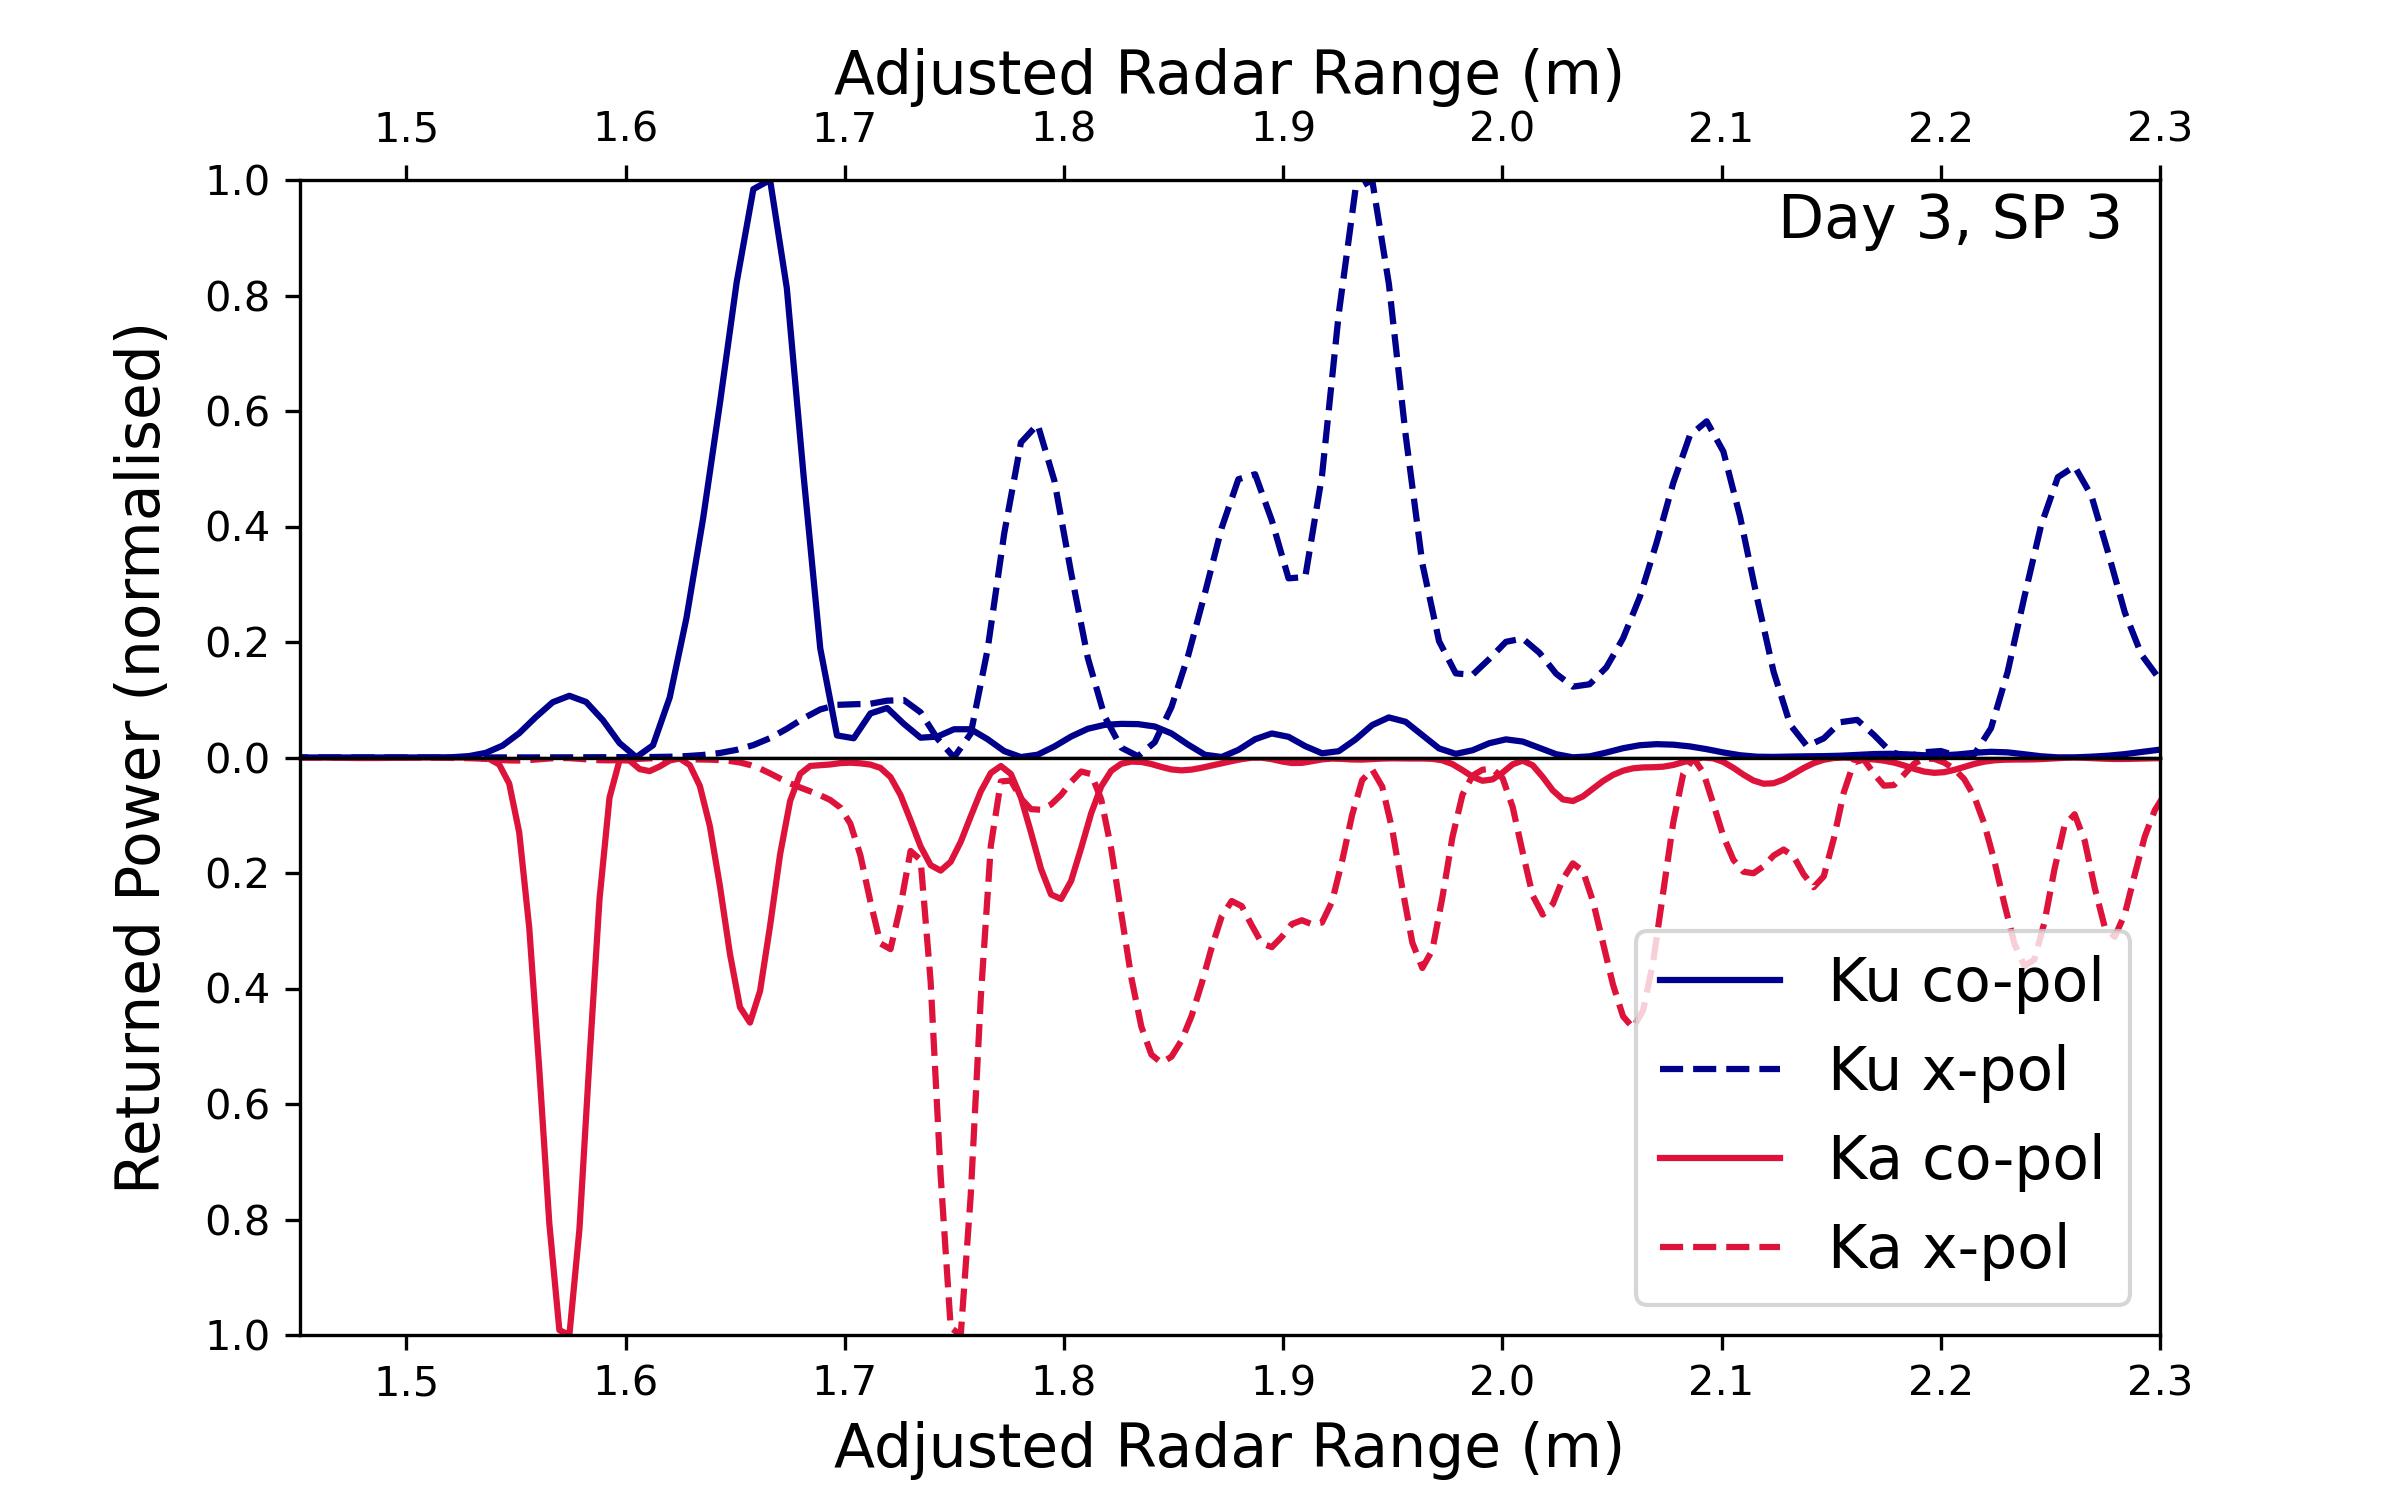 Adjusted Radar Range (m)
1.5 1.6 1.7 1.8 1.9 2.0 2.1 2.2 2.3
Day 3, SP 3
Returned Power (normalised)
1.0
0.8
0.6
0.4
0.2
0.0
0.2
0.4
0.6
0.8
1.0
Ku co-pol
Ku x-pol
Ka co-pol
Ka x-pol
1.5 1.6 1.7 1.8 1.9 2.0 2.1 2.2 2.3
Adjusted Radar Range (m)